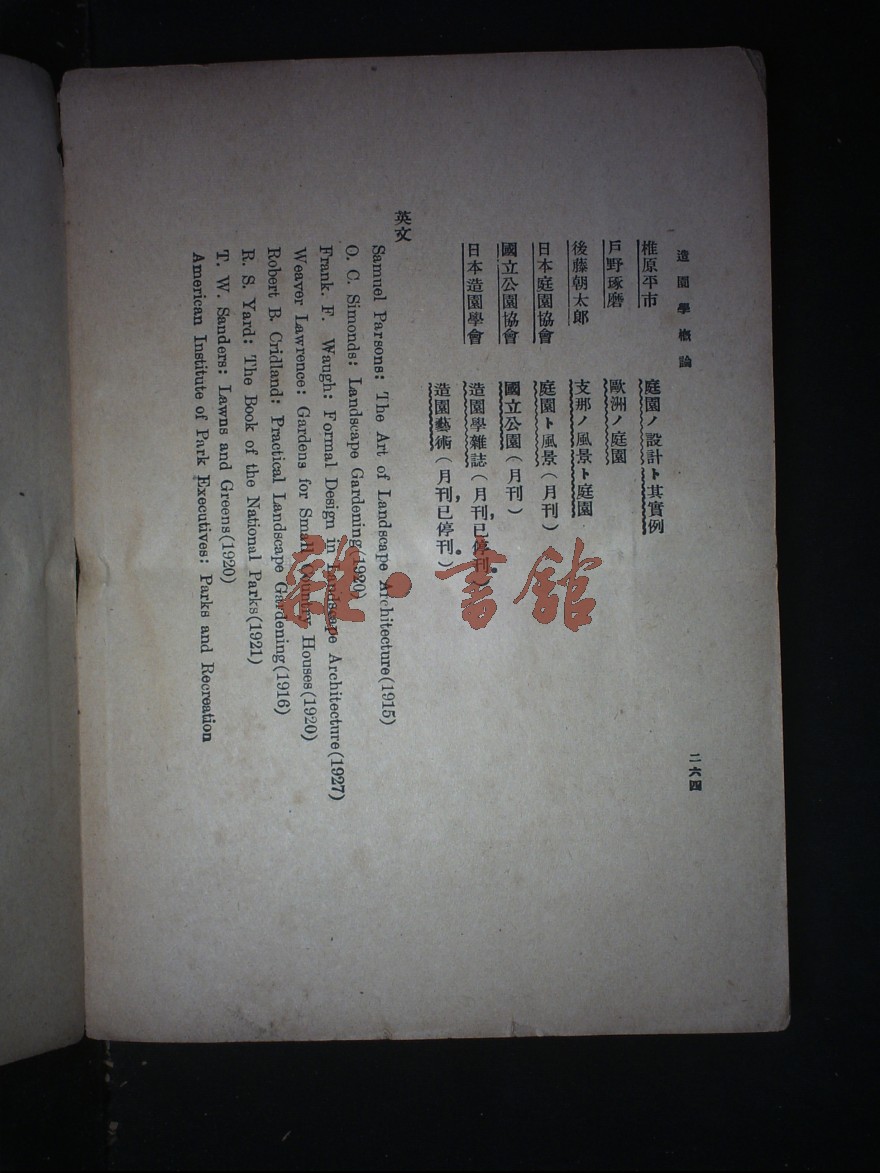 造園學概論
二六四
椎原平市 庭園ノ設計ト其實例
戸野琢磨 歐洲ノ庭園
後藤朝太郎 支那ノ風景ト庭園
日本庭園協會 庭園ト風景(月刊)
國立公園協會 國立公園(月刊)
日本造園學會 造園學雜誌(月刊,已停刊。)
造園藝術(月刊,已停刊。)
英文
Samuel Parsons: The Art of Landscape Architecture(1915)
O. C. Simonds: Landscape Gardening(1920)
Frank. F. Waugh: Formal Design in Landscape Architecture(1927)
Weaver Lawrence: Gardens for Small Country Houses(1920)
Robert B. Cridland: Practical Landscape Gardening(1916)
R. S. Yard: The Book of the National Parks(1921)
T. W. Sanders: Lawns and Greens(1920)
American Institute of Park Executives: Parks and Recreation
雜·書館